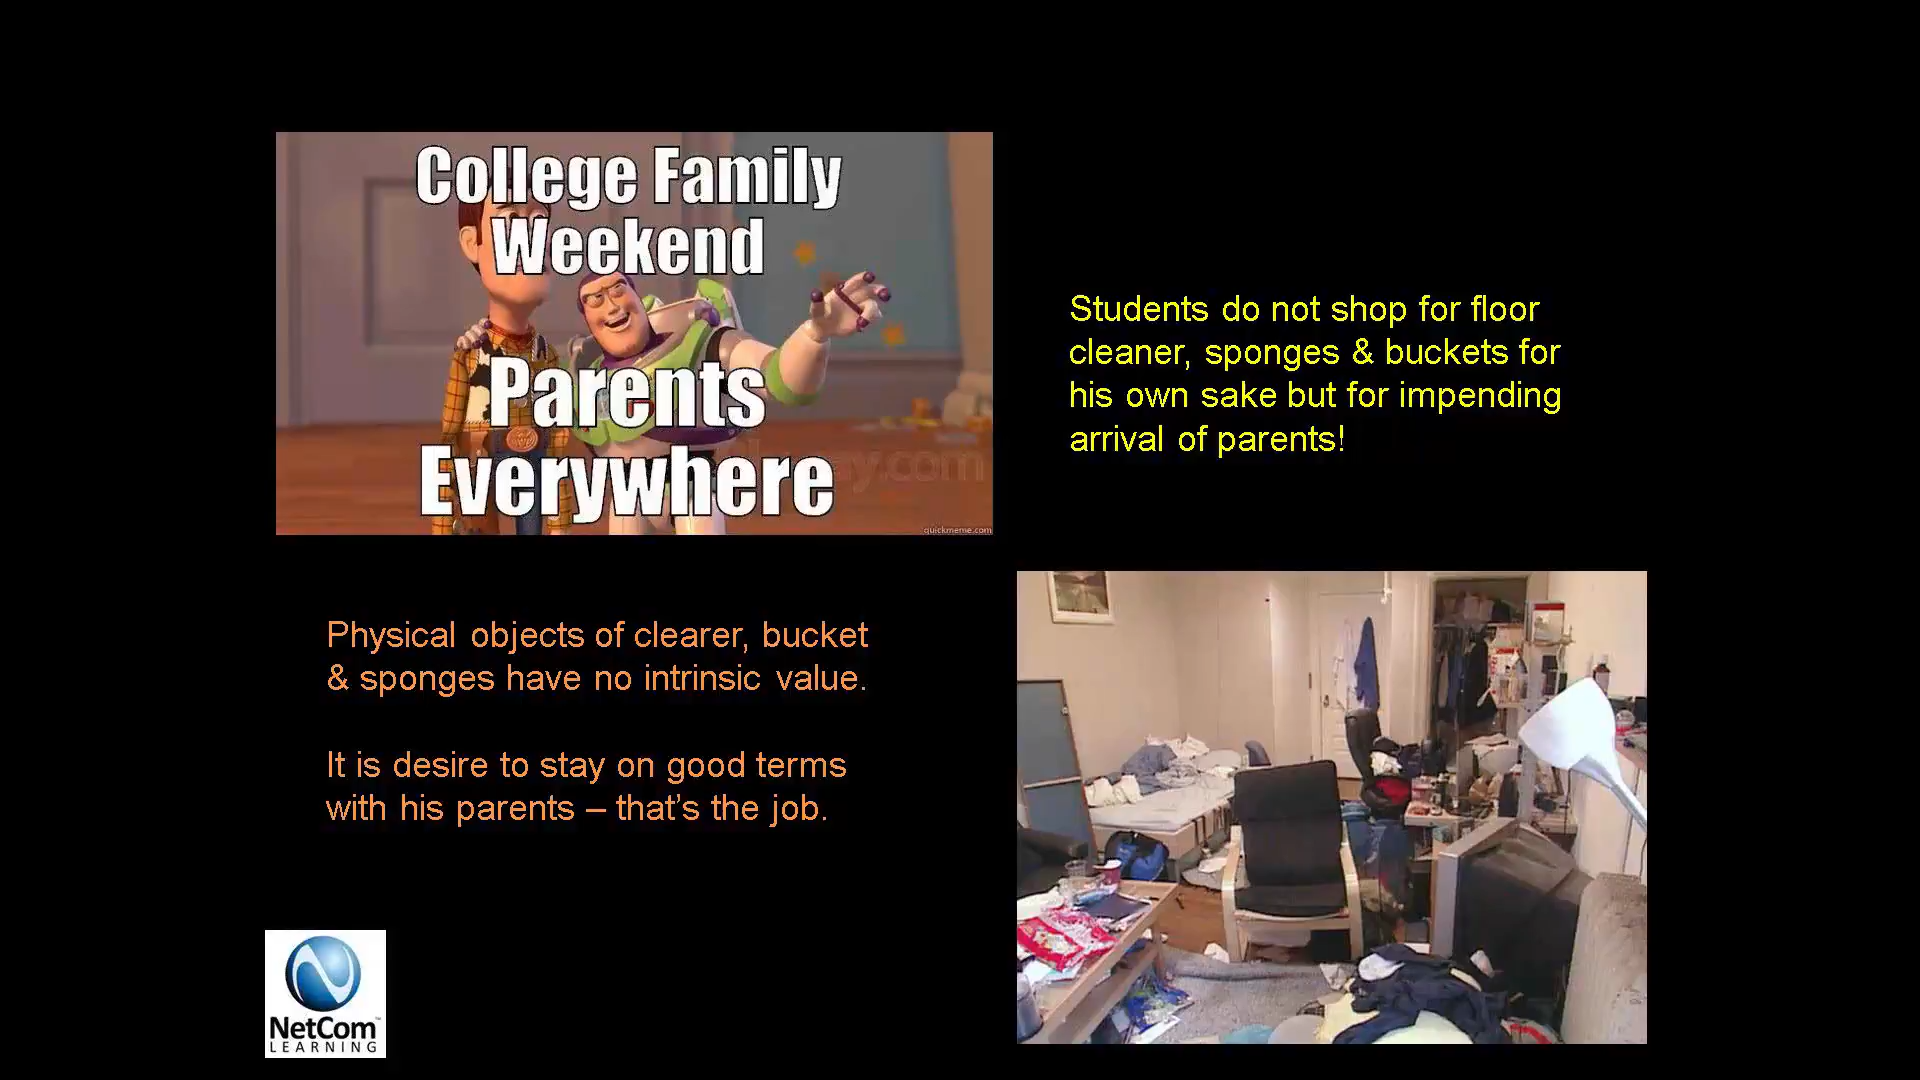 College Family
Weekend
Parents
Everywhere
quickmeme.com
Students do not shop for floor
cleaner, sponges & buckets for
his own sake but for impending
arrival of parents!
Physical objects of clearer, bucket
& sponges have no intrinsic value.
It is desire to stay on good terms
with his parents – that's the job.
NetCom™
LEARNING